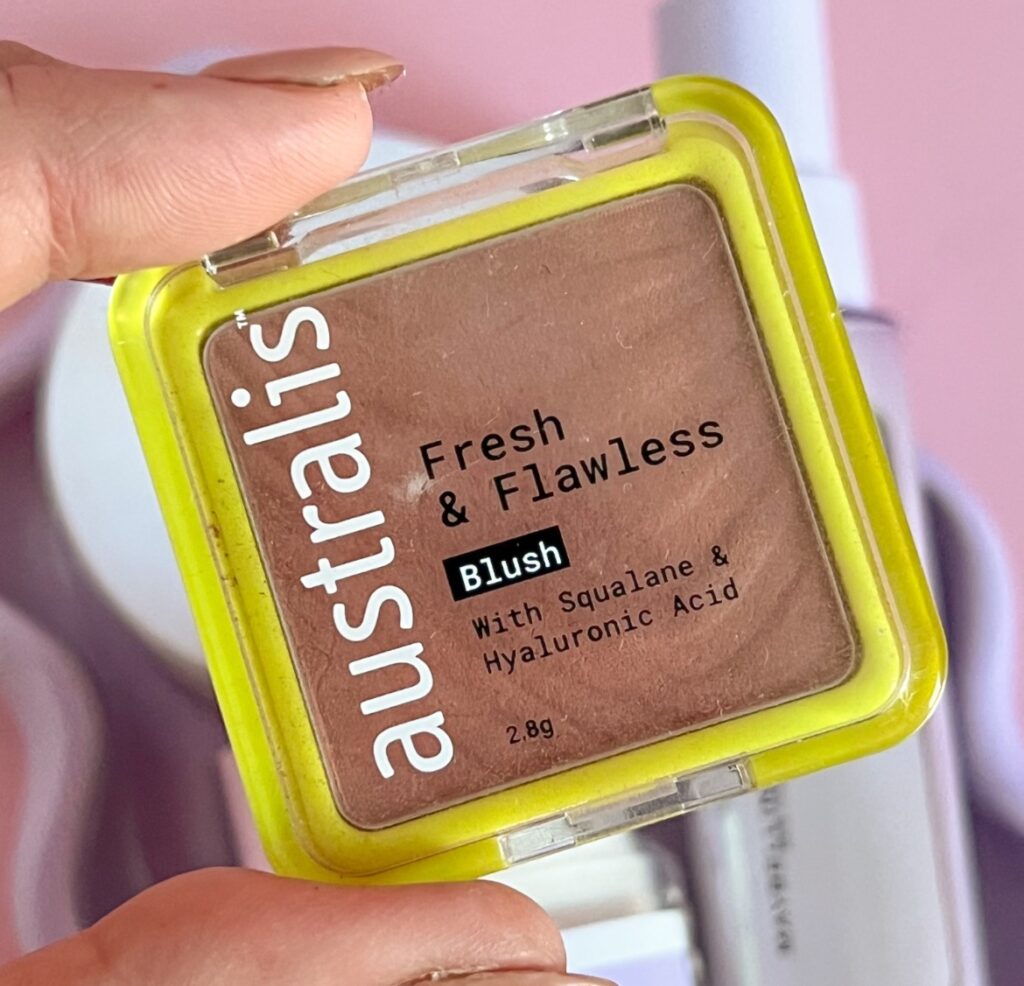 australis™
Fresh
& Flawless
Blush
With Squalane &
Hyaluronic Acid
2,8g